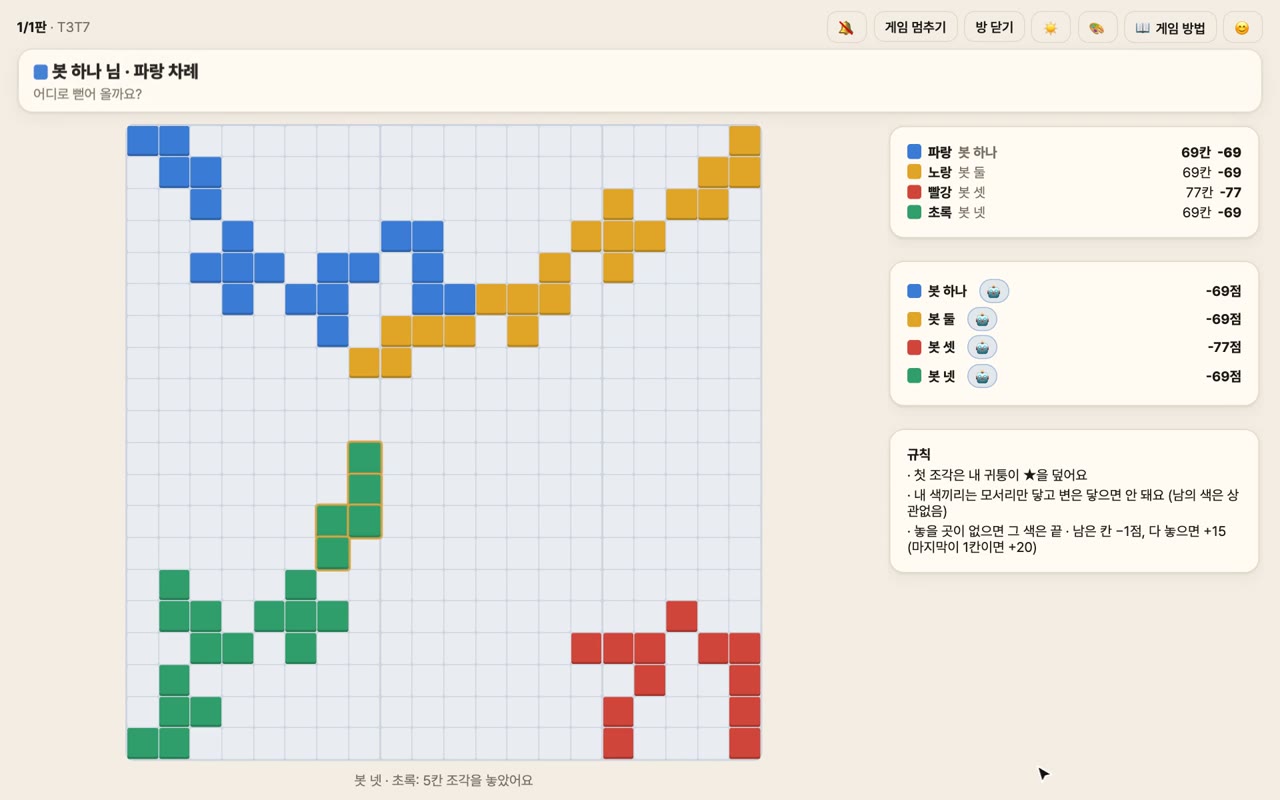 1/1판 · T3T7
게임 멈추기
방 닫기
게임 방법
봇 하나 님 · 파랑 차례
어디로 뻗어 올까요?
파랑 봇 하나 69칸 -69
노랑 봇 둘 69칸 -69
빨강 봇 셋 77칸 -77
초록 봇 넷 69칸 -69
봇 하나 -69점
봇 둘 -69점
봇 셋 -77점
봇 넷 -69점
규칙
· 첫 조각은 내 귀퉁이 ★을 덮어요
· 내 색끼리는 모서리만 닿고 변은 닿으면 안 돼요 (남의 색은 상
관없음)
· 놓을 곳이 없으면 그 색은 끝 · 남은 칸 −1점, 다 놓으면 +15
(마지막이 1칸이면 +20)
봇 넷 · 초록: 5칸 조각을 놓았어요